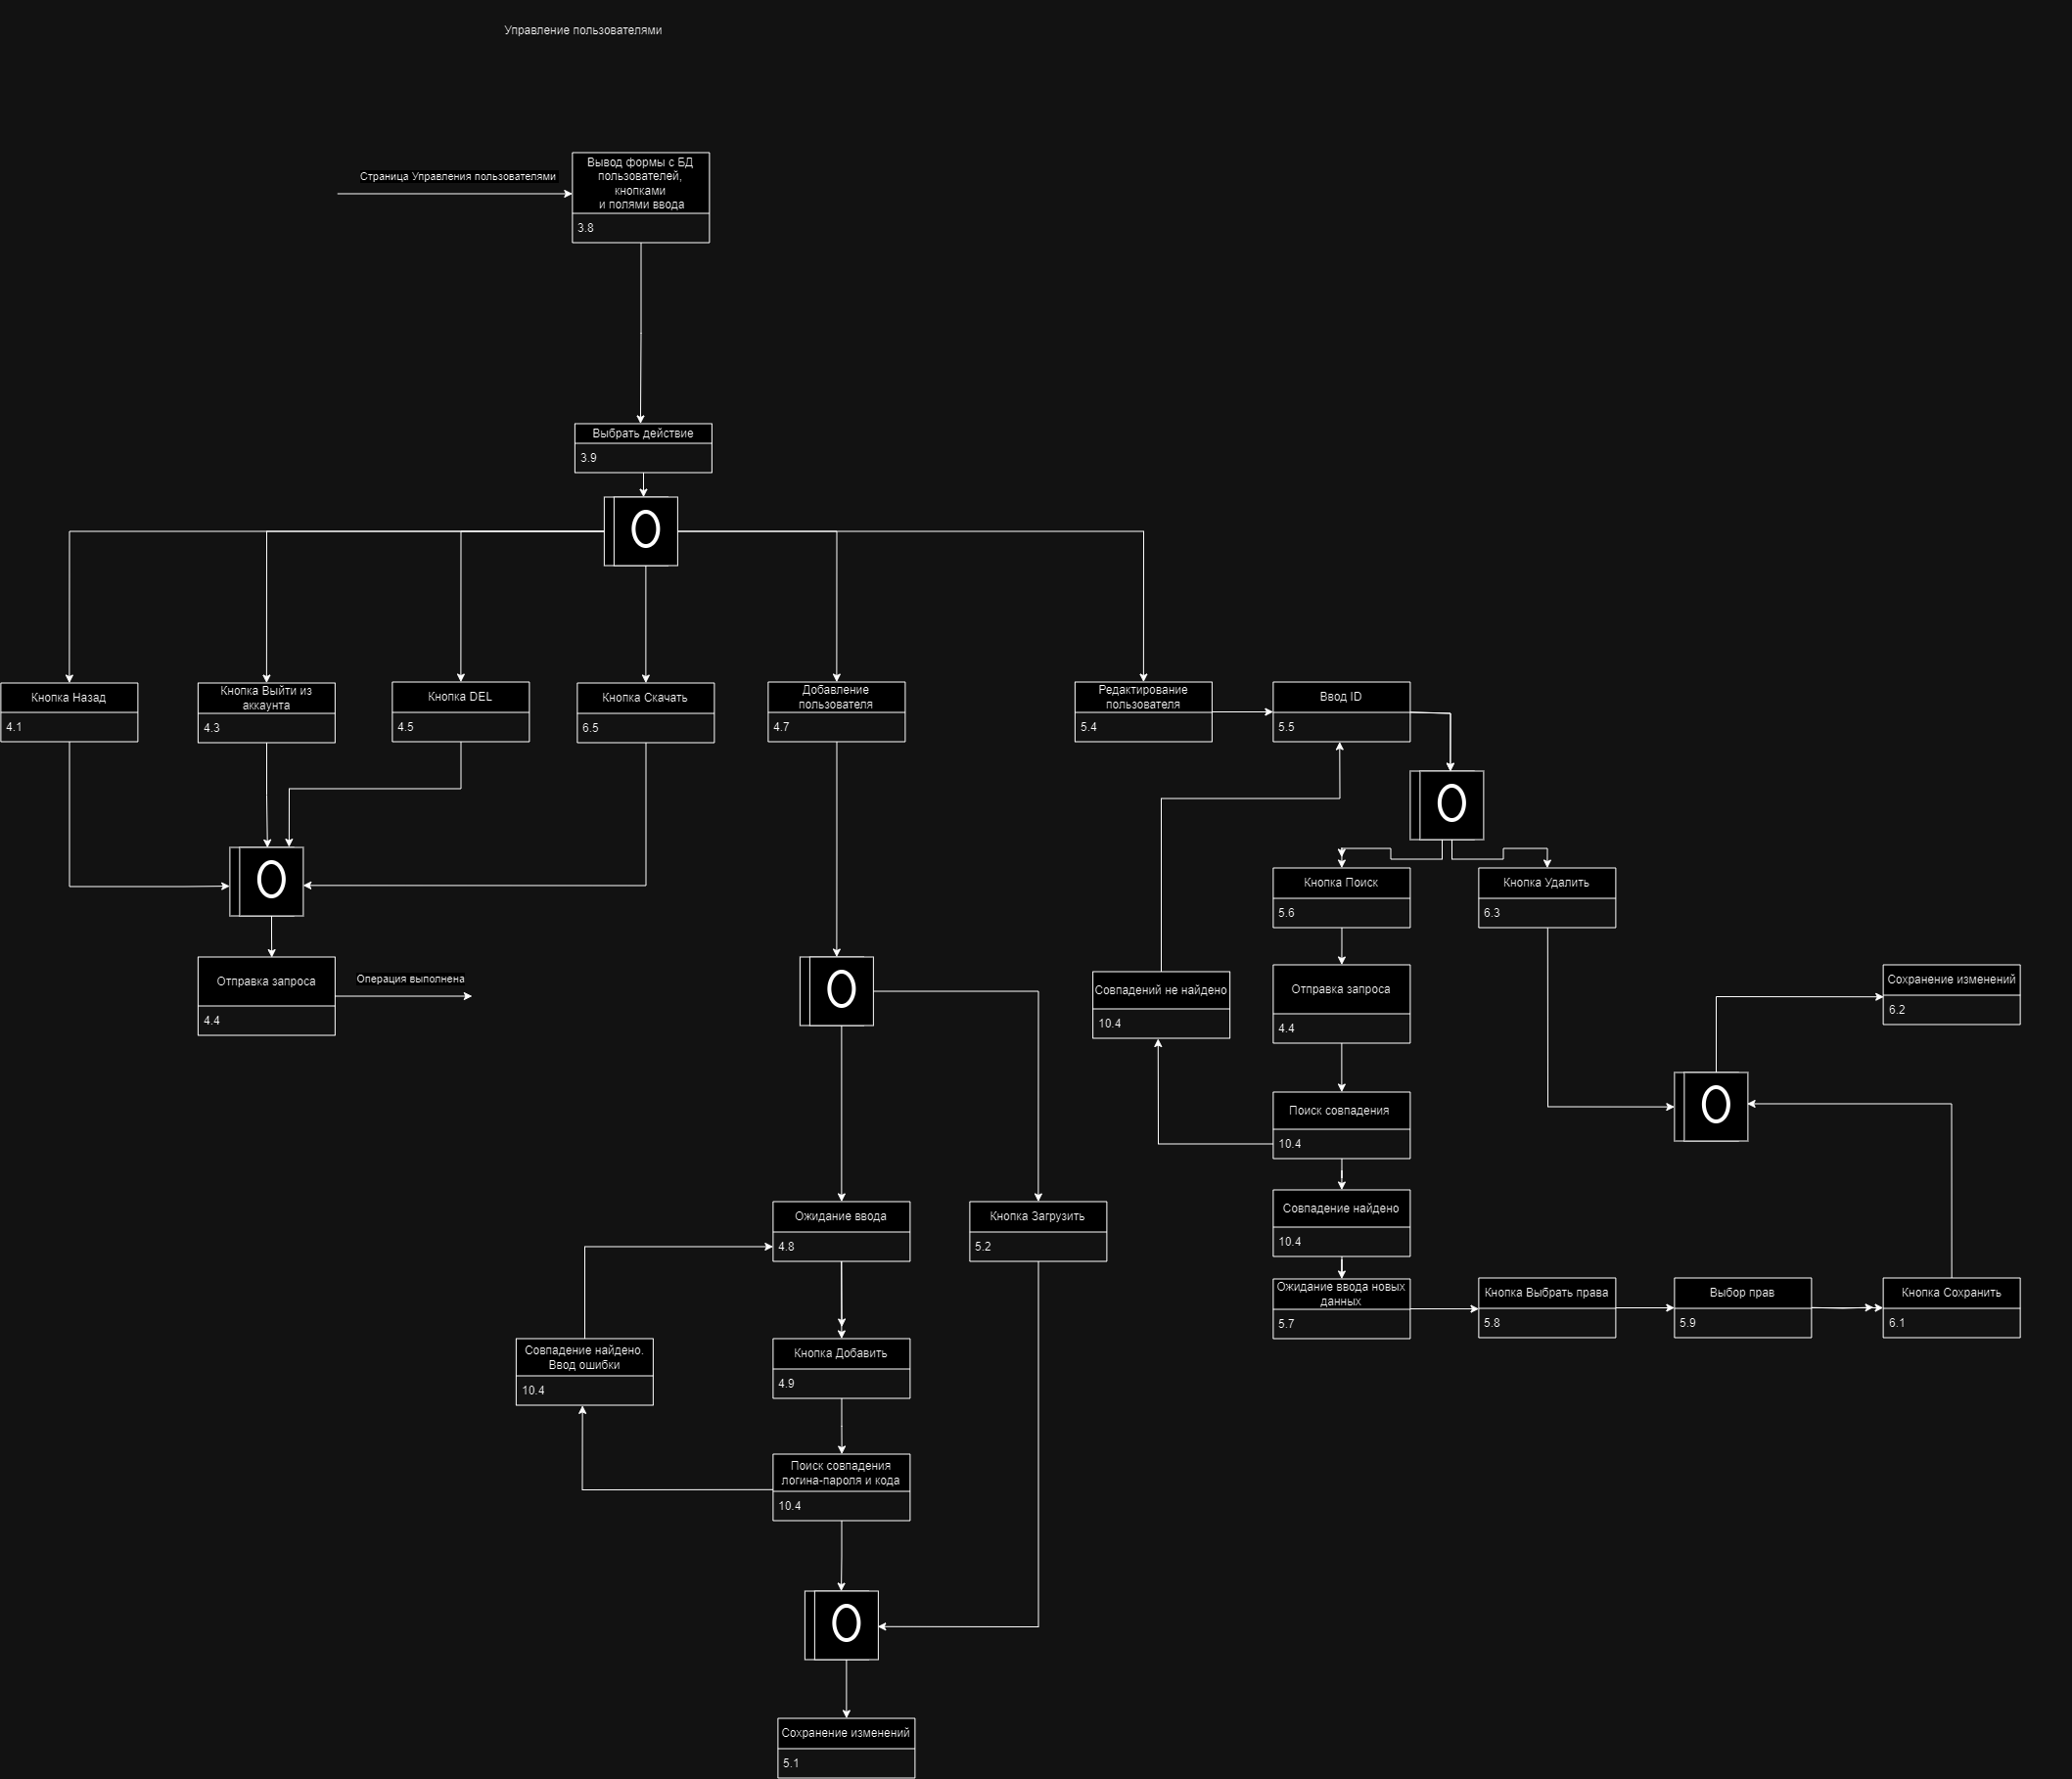 Управление пользователями
Страница Управления пользователями
Вывод формы с БД
пользователей,
кнопками
и полями ввода
3.8
Выбрать действие
3.9
O
Кнопка Назад
4.1
Кнопка Выйти из
аккаунта
4.3
Кнопка DEL
4.5
Кнопка Скачать
6.5
Добавление
пользователя
4.7
Редактирование
пользователя
5.4
Ввод ID
5.5
O
Кнопка Поиск
5.6
Кнопка Удалить
6.3
O
Отправка запроса
4.4
Операция выполнена
O
Совпадений не найдено
10.4
Отправка запроса
4.4
Сохранение изменений
6.2
O
Поиск совпадения
10.4
Совпадение найдено
10.4
Ожидание ввода
4.8
Кнопка Загрузить
5.2
Ожидание ввода новых
данных
5.7
Кнопка Выбрать права
5.8
Выбор прав
5.9
Кнопка Сохранить
6.1
Совпадение найдено.
Ввод ошибки
10.4
Кнопка Добавить
4.9
Поиск совпадения
логина-пароля и кода
10.4
O
Сохранение изменений
5.1